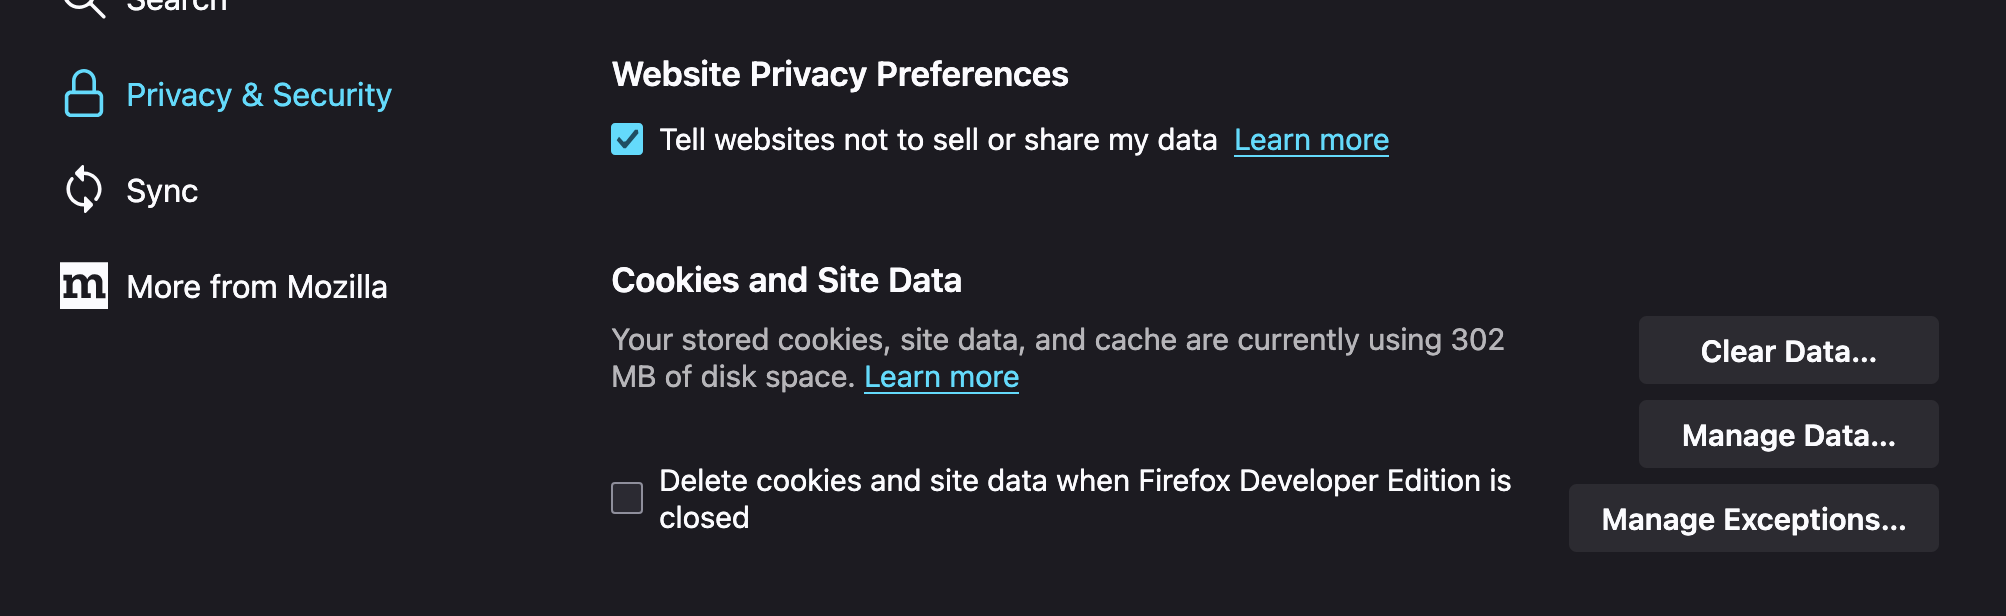 Search
Privacy & Security
Sync
m
More from Mozilla
Website Privacy Preferences
Tell websites not to sell or share my data Learn more
Cookies and Site Data
Your stored cookies, site data, and cache are currently using 302
MB of disk space. Learn more
Clear Data...
Manage Data...
Delete cookies and site data when Firefox Developer Edition is
closed
Manage Exceptions...